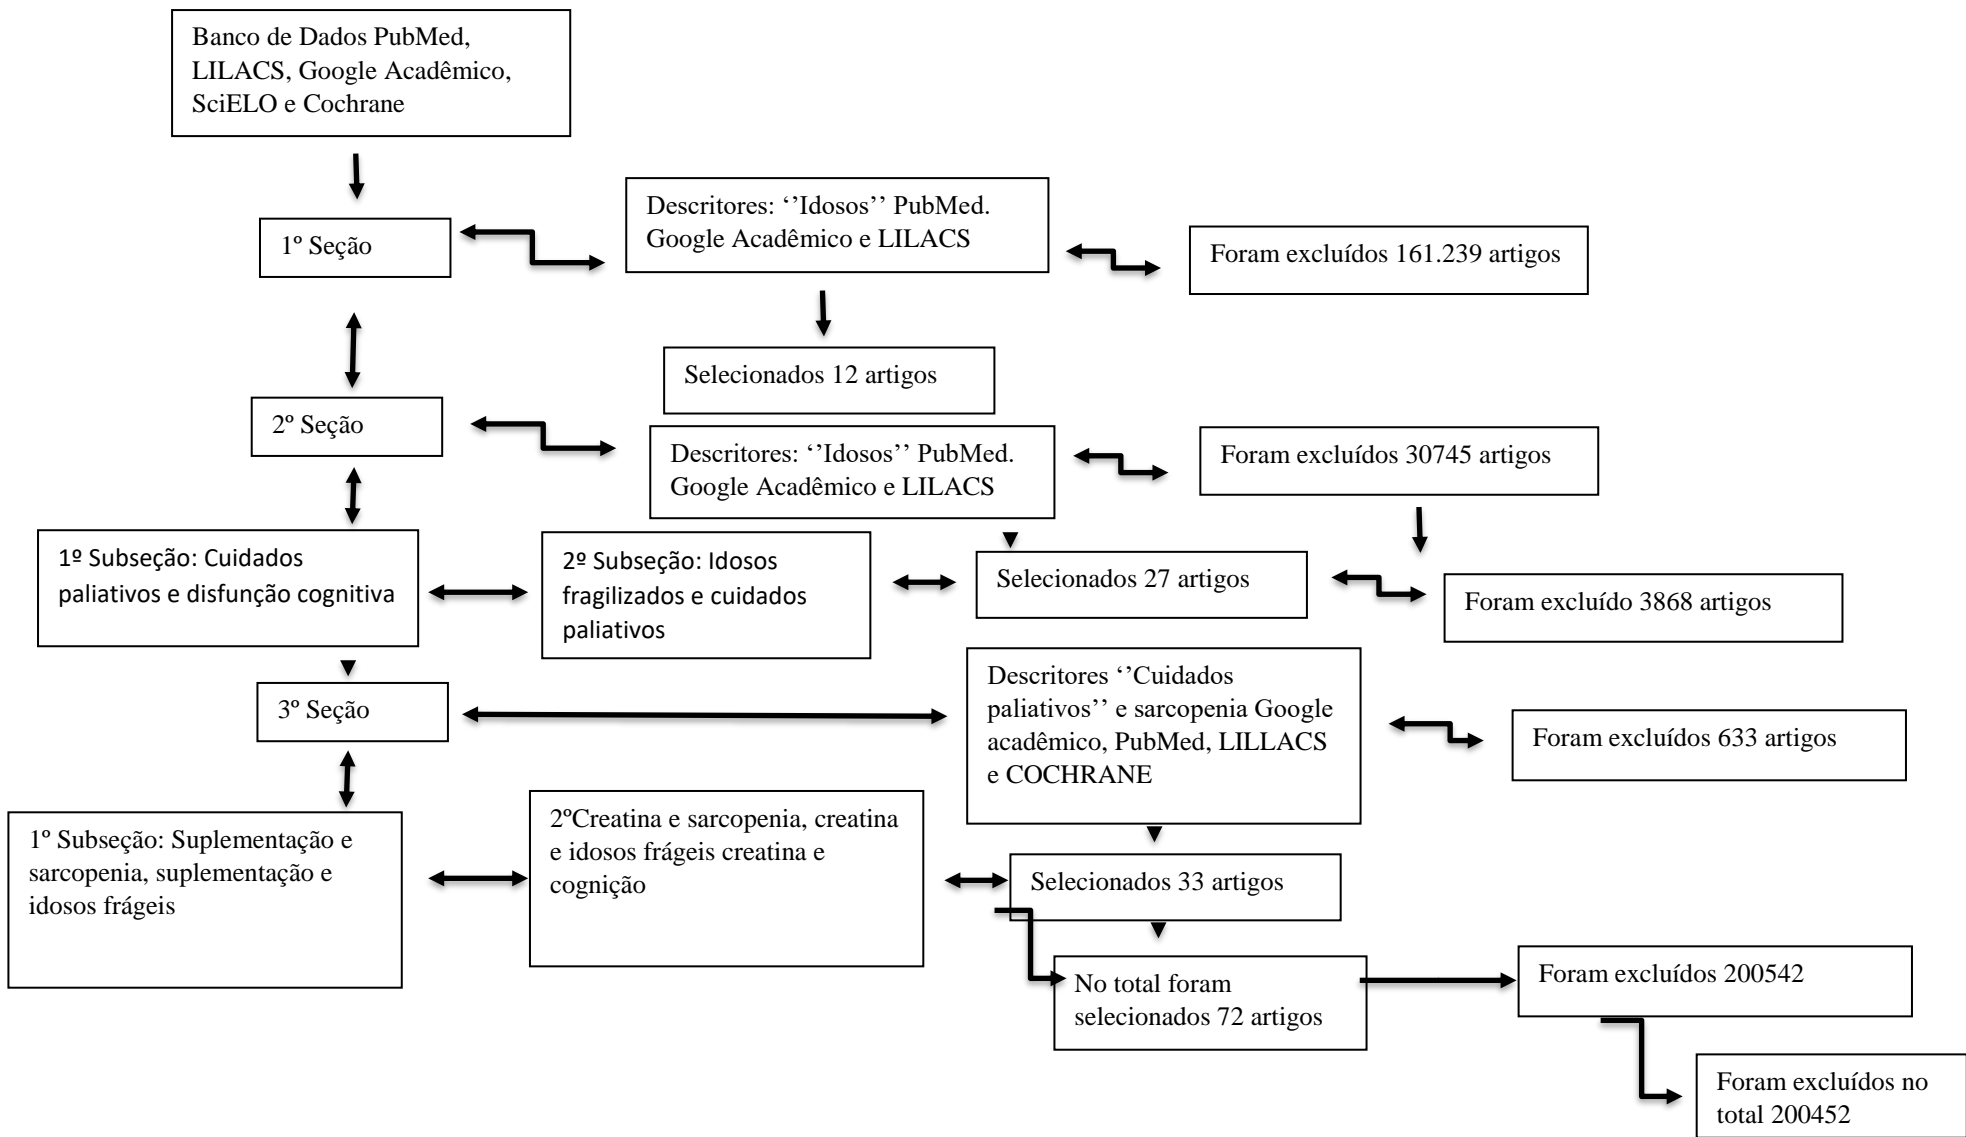 Banco de Dados PubMed,
LILACS, Google Acadêmico,
SciELO e Cochrane
1º Seção
Descritores: ‘’Idosos’’ PubMed.
Google Acadêmico e LILACS
Foram excluídos 161.239 artigos
Selecionados 12 artigos
2º Seção
Descritores: ‘’Idosos’’ PubMed.
Google Acadêmico e LILACS
Foram excluídos 30745 artigos
1º Subseção: Cuidados
paliativos e disfunção cognitiva
2º Subseção: Idosos
fragilizados e cuidados
paliativos
Selecionados 27 artigos
Foram excluído 3868 artigos
3º Seção
Descritores ‘’Cuidados
paliativos’’ e sarcopenia Google
acadêmico, PubMed, LILLACS
e COCHRANE
Foram excluídos 633 artigos
1º Subseção: Suplementação e
sarcopenia, suplementação e
idosos frágeis
2ºCreatina e sarcopenia, creatina
e idosos frágeis creatina e
cognição
Selecionados 33 artigos
No total foram
selecionados 72 artigos
Foram excluídos 200542
Foram excluídos no
total 200452